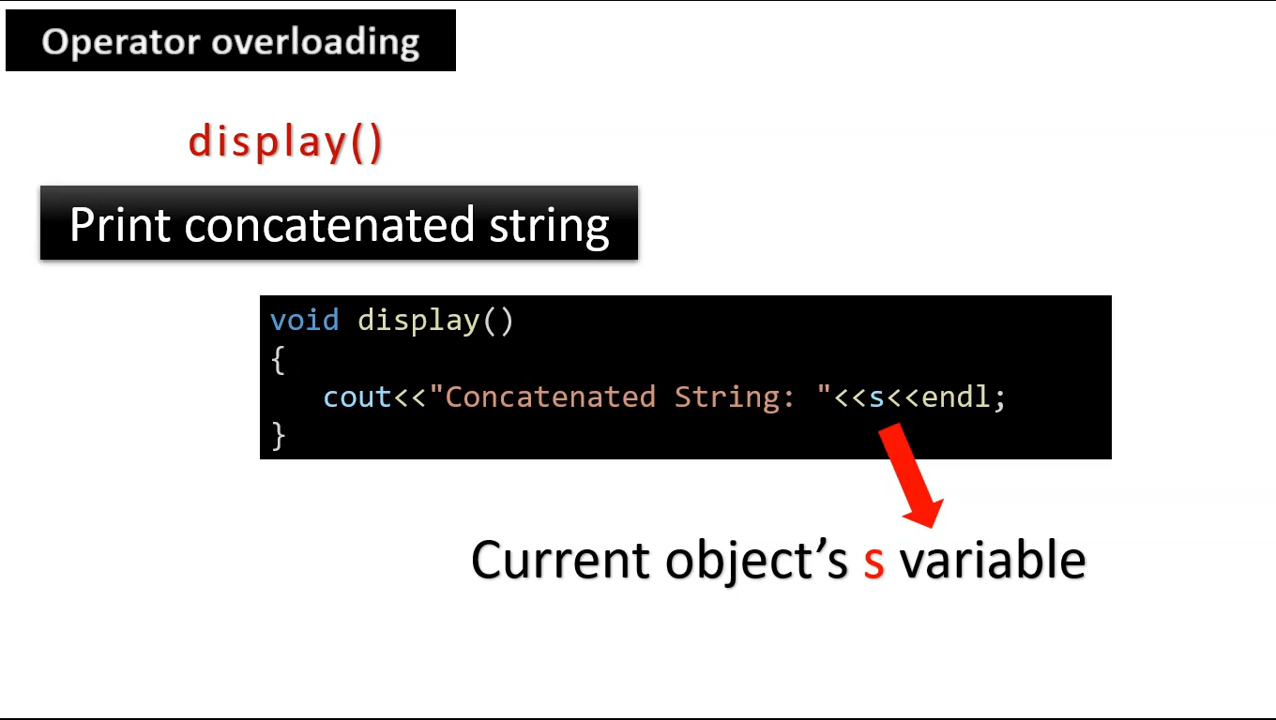 Operator overloading
display()
Print concatenated string
void display()
{
cout<<"Concatenated String: "<<s<<endl;
}
Current object’s s variable